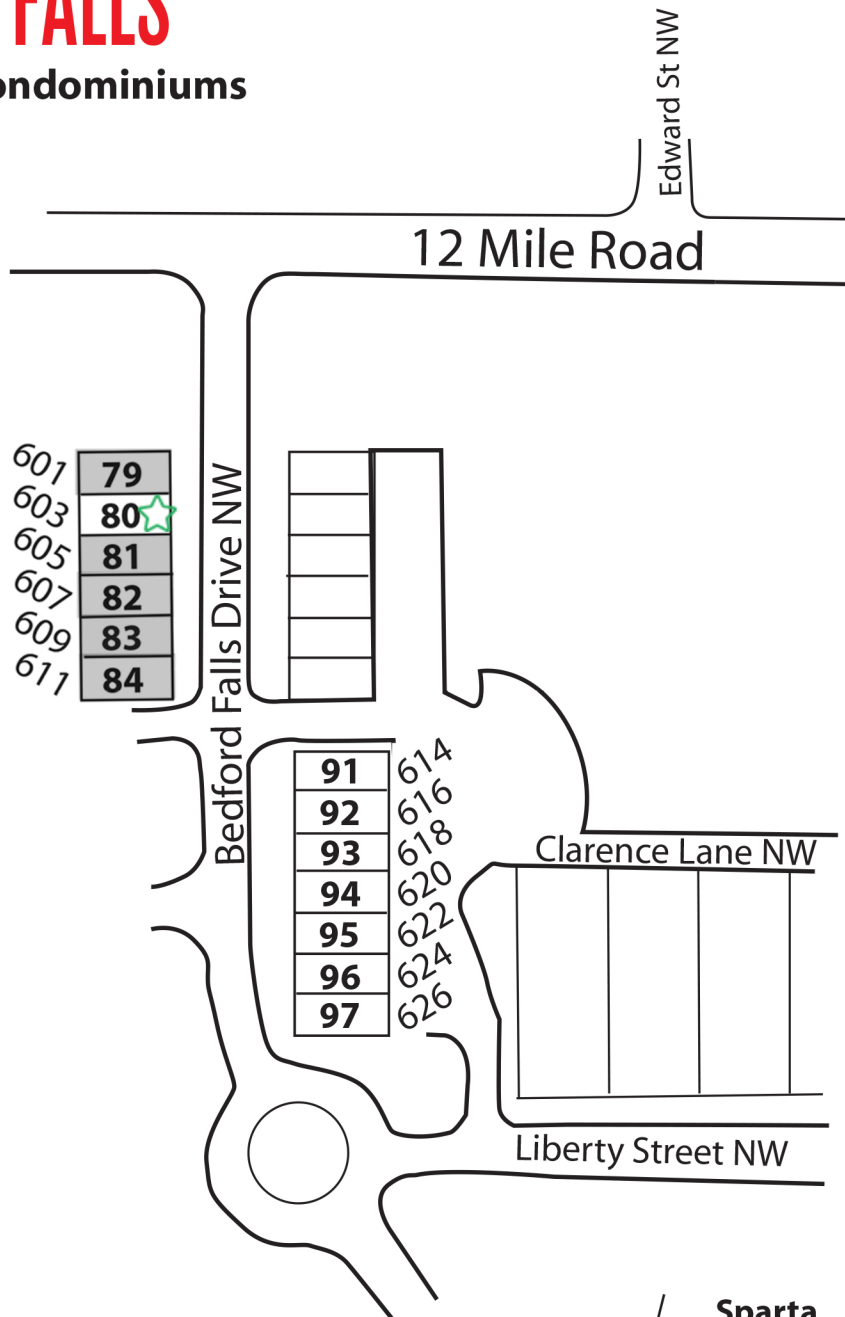 FALLS
ondominiums
Edward St NW
12 Mile Road
601 79
603 80
605 81
607 82
609 83
611 84
Bedford Falls Drive NW
91 614
92 616
93 618
94 620
95 622
96 624
97 626
Clarence Lane NW
Liberty Street NW
Sparta